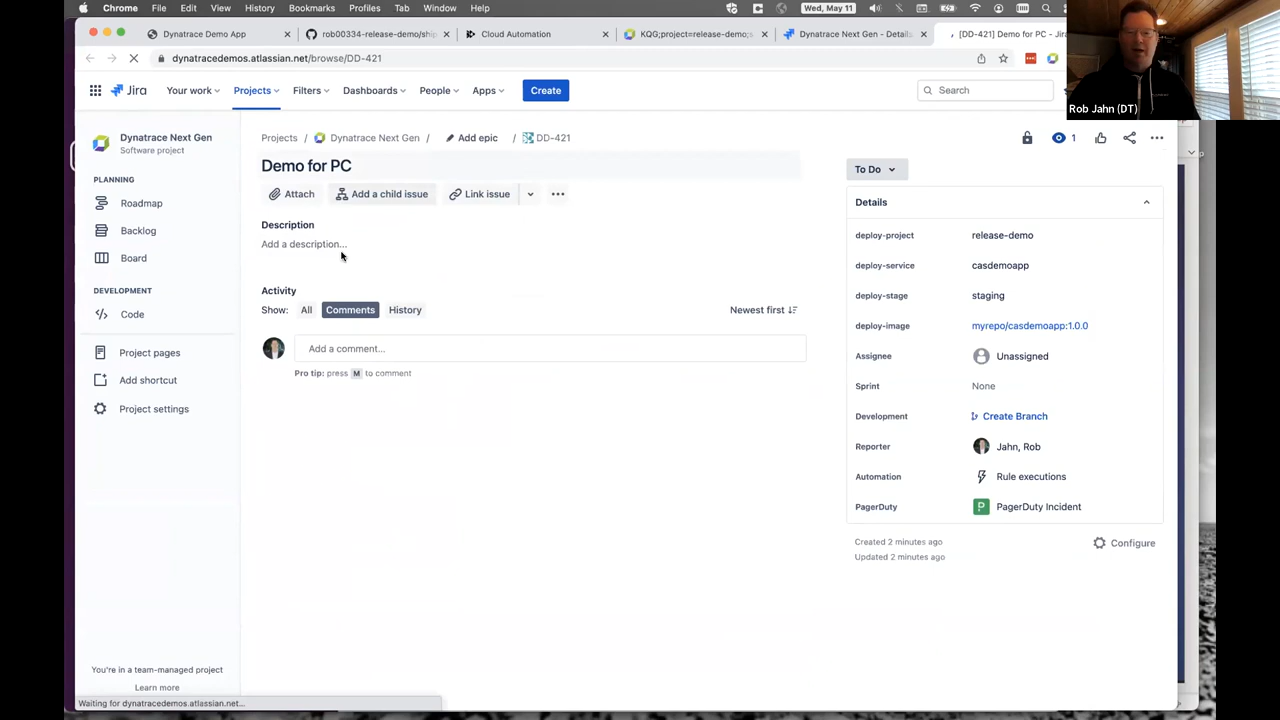 Chrome File Edit View History Bookmarks Profiles Tab Window Help
Wed, May 11
Dynatrace Demo App
rob00334-release-demo/ship
Cloud Automation
KQG;project=release-demo;s
Dynatrace Next Gen - Details
[DD-421] Demo for PC - Jira
dynatracedemos.atlassian.net/browse/DD-421
Rob Jahn (DT)
Jira
Your work
Projects
Filters
Dashboards
People
Apps
Create
Search
Dynatrace Next Gen
Software project
PLANNING
Roadmap
Backlog
Board
DEVELOPMENT
Code
Project pages
Add shortcut
Project settings
You're in a team-managed project
Learn more
Waiting for dynatracedemos.atlassian.net...
Projects / Dynatrace Next Gen / Add epic / DD-421
1
Demo for PC
Attach
Add a child issue
Link issue
Description
Add a description...
Activity
Show: All Comments History
Newest first
Add a comment...
Pro tip: press M to comment
To Do
Details
deploy-project release-demo
deploy-service casdemoapp
deploy-stage staging
deploy-image myrepo/casdemoapp:1.0.0
Assignee Unassigned
Sprint None
Development Create Branch
Reporter Jahn, Rob
Automation Rule executions
PagerDuty P PagerDuty Incident
Created 2 minutes ago
Updated 2 minutes ago
Configure